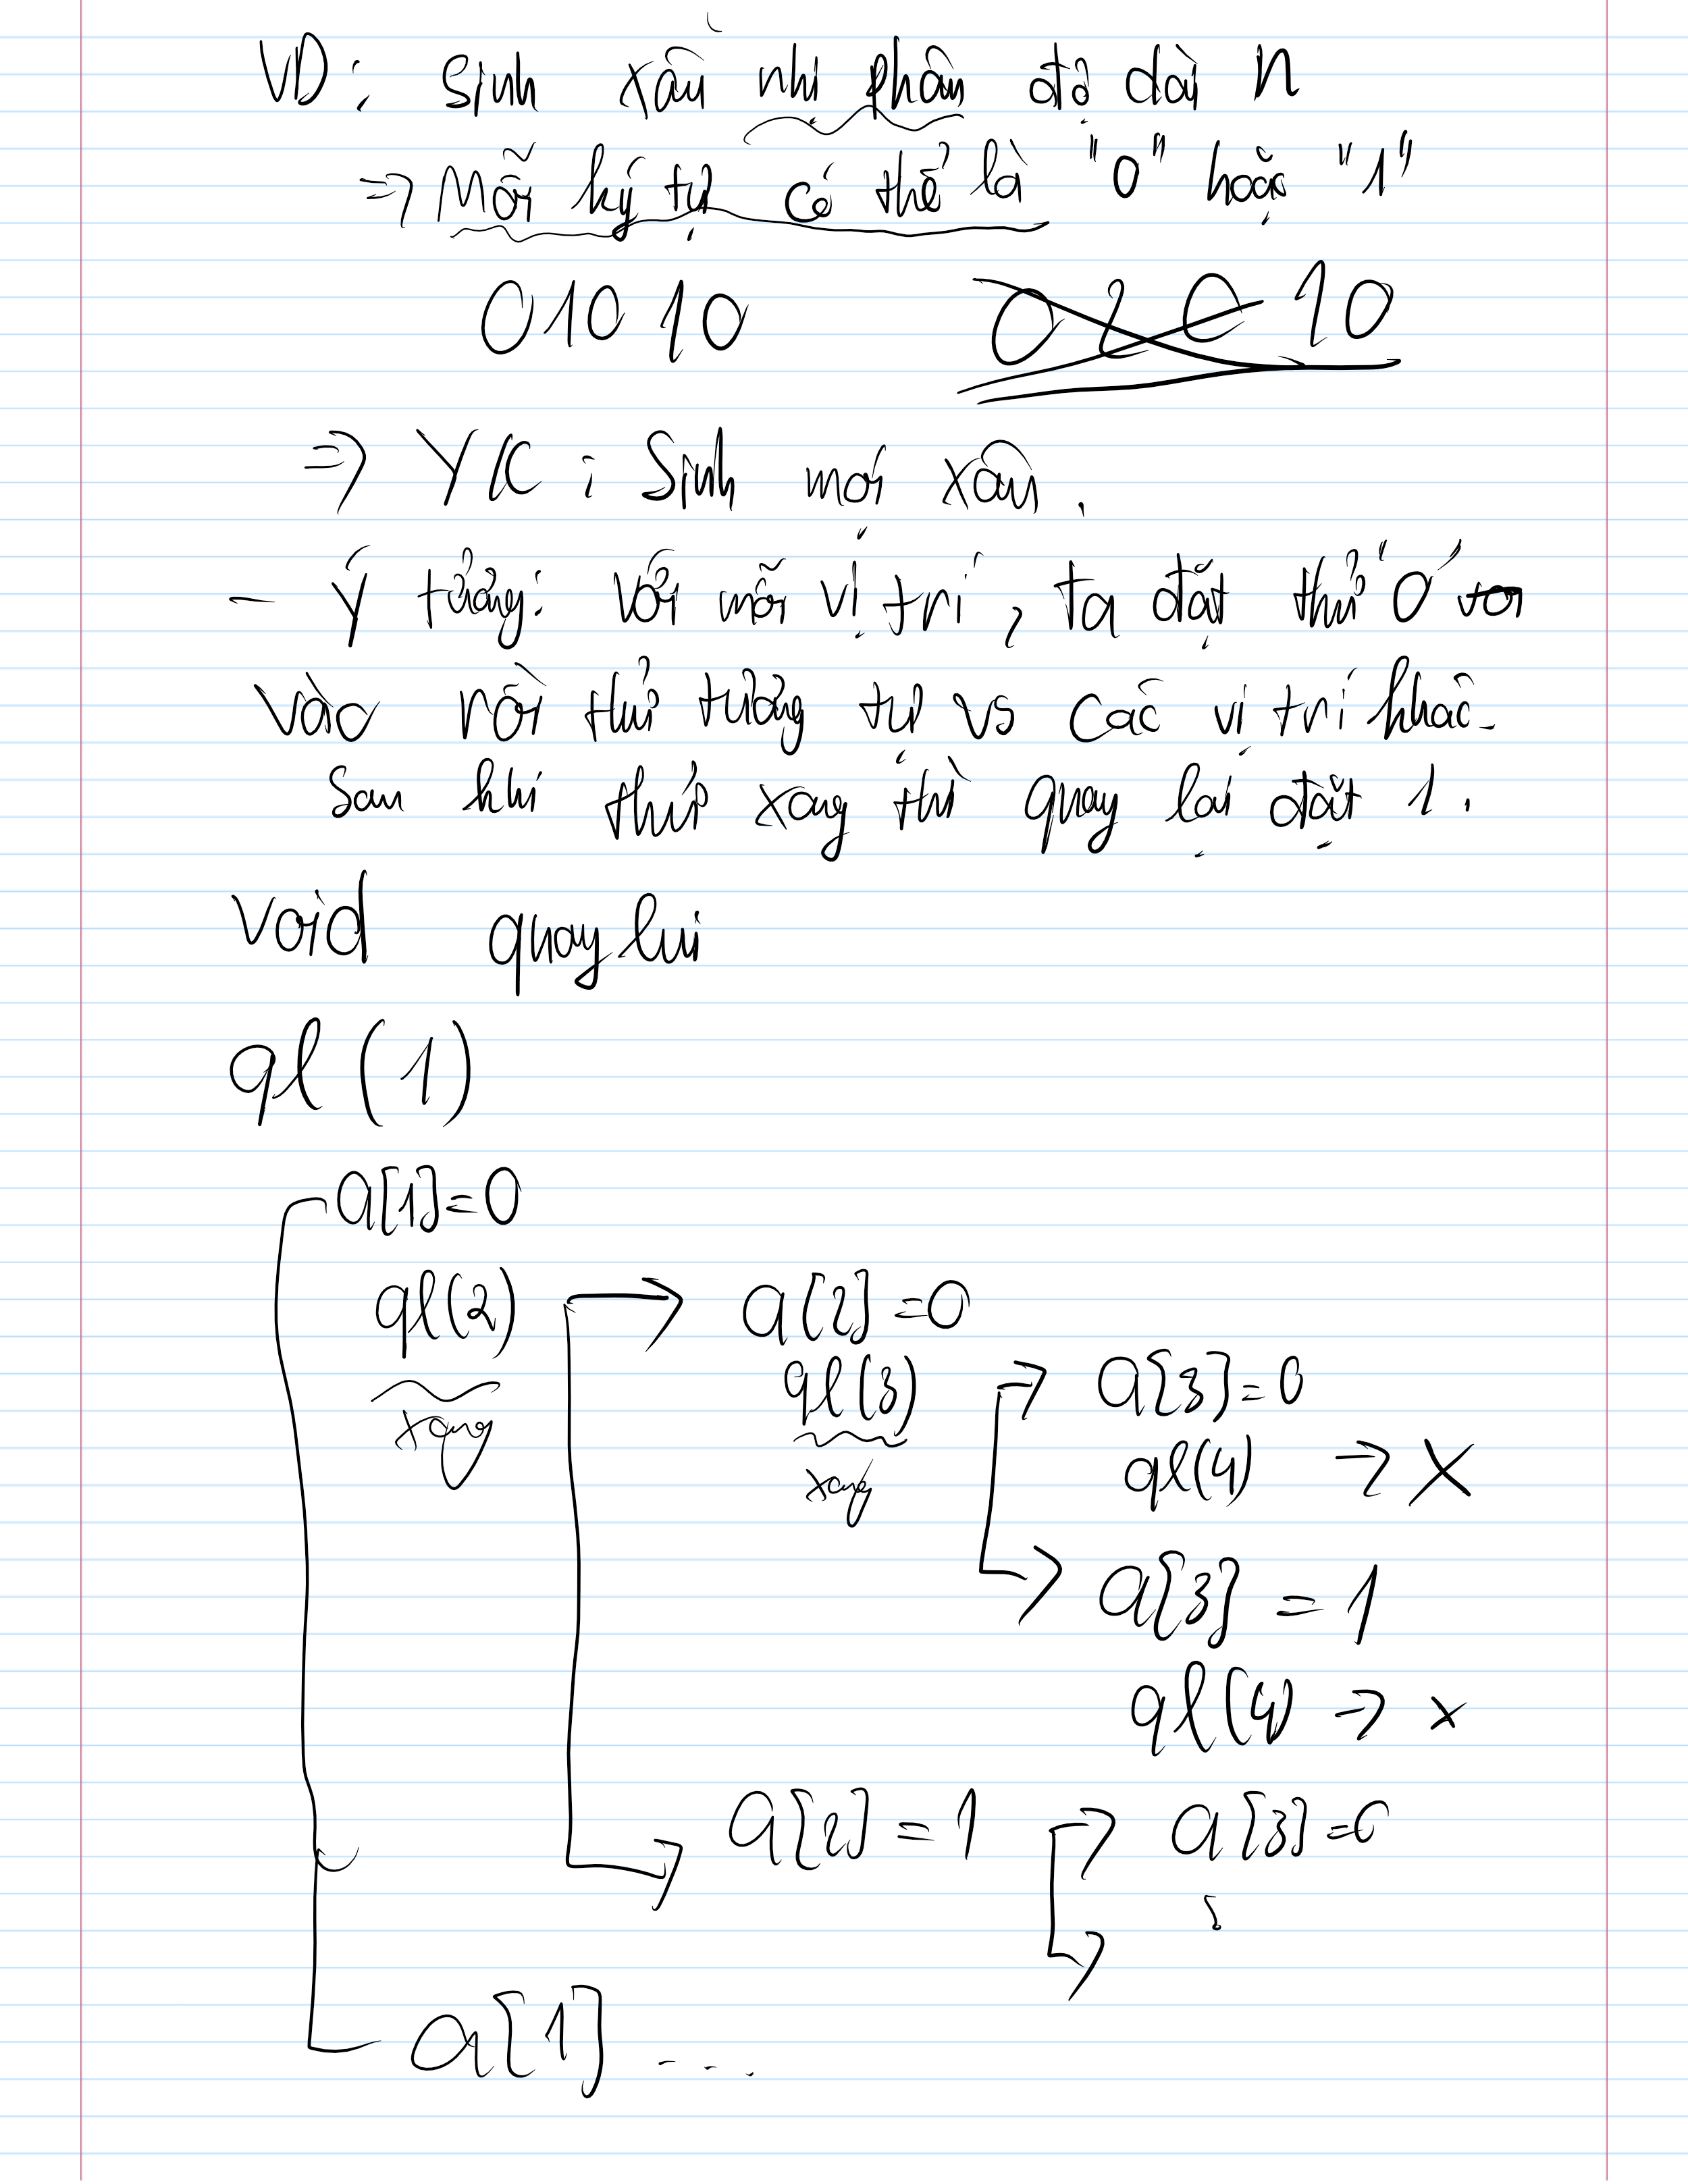 VD: Sinh xâu nhị phân độ dài n
=> Mỗi ký tự có thể là "0" hoặc "1"
01010 02010
=> YC: Sinh mọi xâu.
- Ý tưởng: Với mỗi vị trí, ta đặt thử "0"
vào rồi thử tương tự vs các vị trí khác.
Sau khi thử xong thì quay lại đặt 1.
void quaylui
ql(1)
a[1]=0
ql(2) → a[2]=0
xong
ql(3) → a[3]=0
xong
ql(4) → X
→ a[3] = 1
ql(4) → x
→ a[2] = 1 → a[3]=0
→
a[1] ....